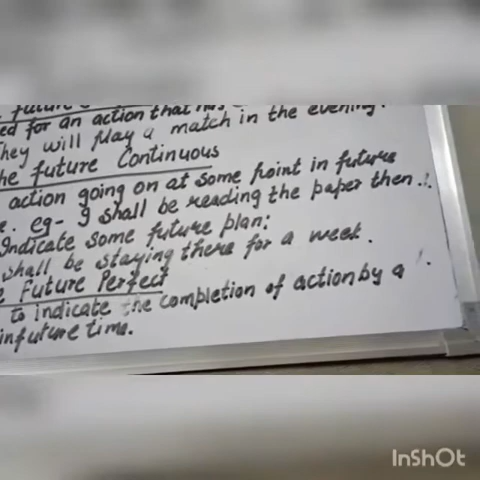 future
ed for an action that has
They will play a match in the evening.
he future Continuous
action going on at some point in future
e. eg- I shall be reading the paper then.
Indicate some future plan:
shall be staying there for a week.
e Future Perfect
to indicate the completion of action by a
in future time.
InShOt